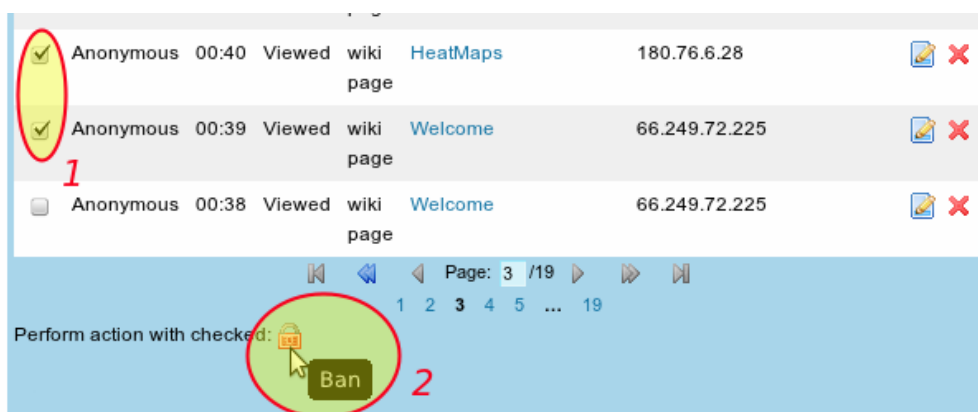 Anonymous 00:40 Viewed wiki page HeatMaps 180.76.6.28
Anonymous 00:39 Viewed wiki page Welcome 66.249.72.225
1
Anonymous 00:38 Viewed wiki page Welcome 66.249.72.225
Page: 3 /19
1 2 3 4 5 ... 19
Perform action with checked:
Ban
2